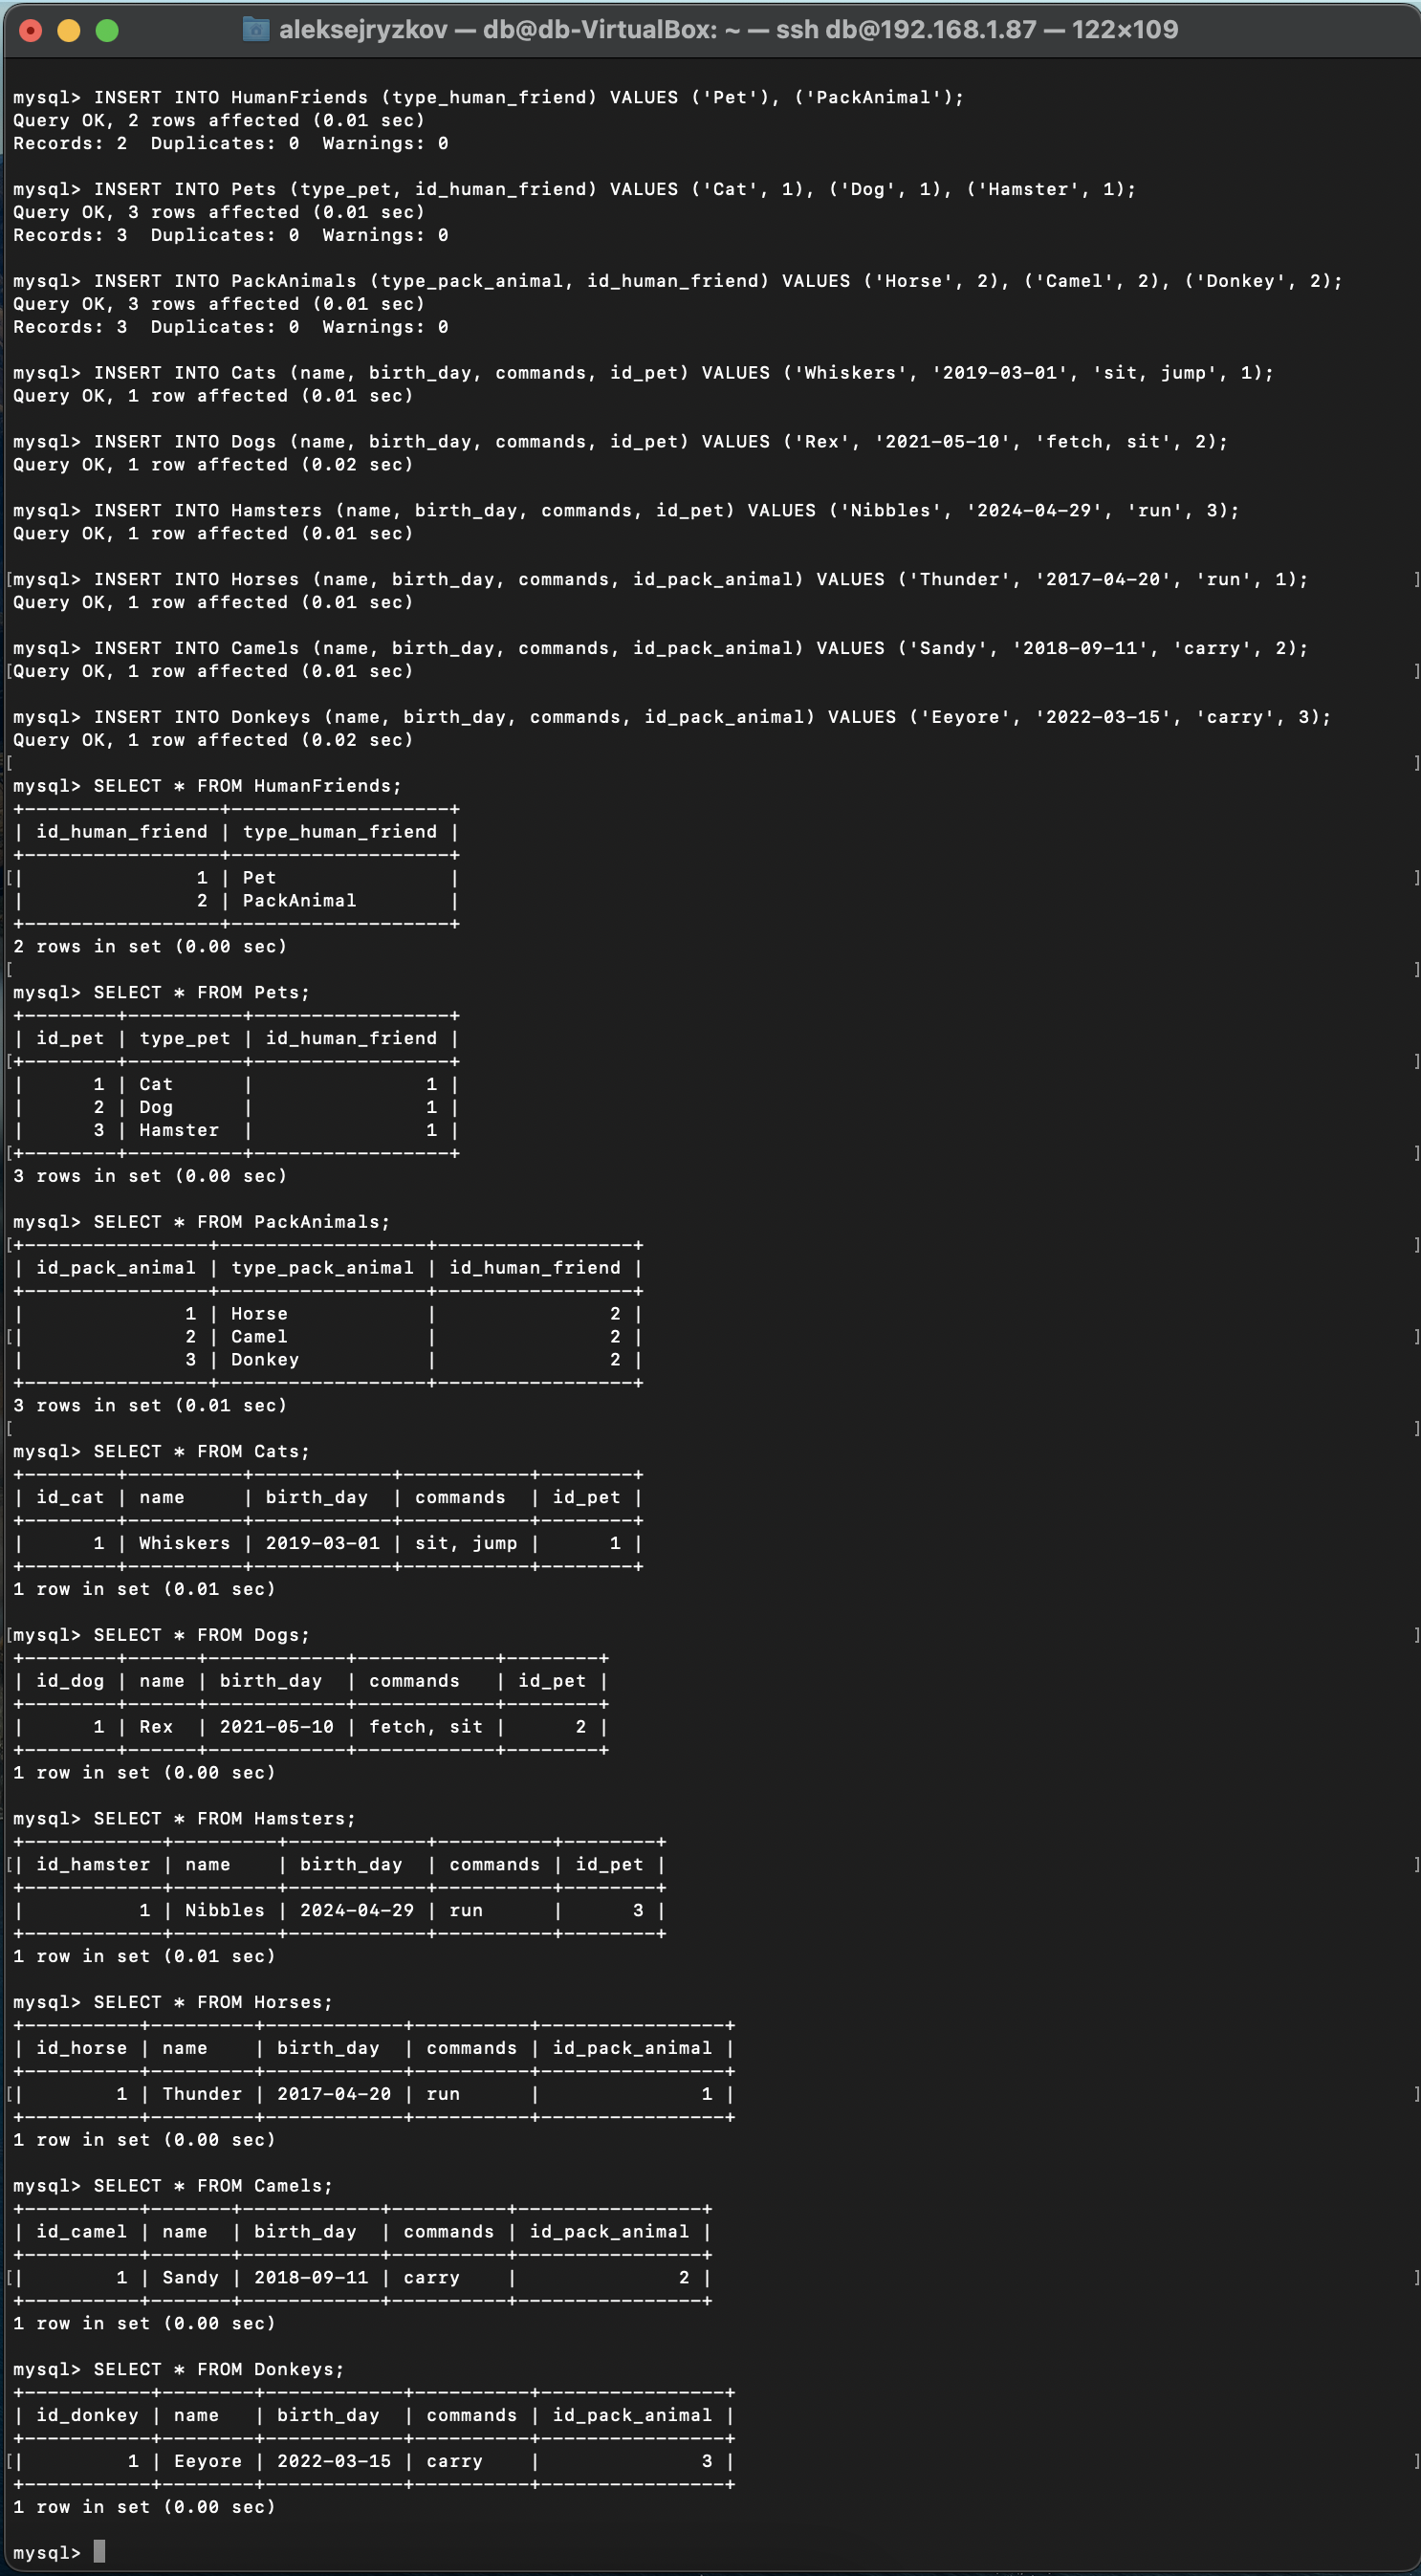 aleksejryzkov — db@db-VirtualBox: ~ — ssh db@192.168.1.87 — 122×109
mysql> INSERT INTO HumanFriends (type_human_friend) VALUES ('Pet'), ('PackAnimal');
Query OK, 2 rows affected (0.01 sec)
Records: 2  Duplicates: 0  Warnings: 0
mysql> INSERT INTO Pets (type_pet, id_human_friend) VALUES ('Cat', 1), ('Dog', 1), ('Hamster', 1);
Query OK, 3 rows affected (0.01 sec)
Records: 3  Duplicates: 0  Warnings: 0
mysql> INSERT INTO PackAnimals (type_pack_animal, id_human_friend) VALUES ('Horse', 2), ('Camel', 2), ('Donkey', 2);
Query OK, 3 rows affected (0.01 sec)
Records: 3  Duplicates: 0  Warnings: 0
mysql> INSERT INTO Cats (name, birth_day, commands, id_pet) VALUES ('Whiskers', '2019-03-01', 'sit, jump', 1);
Query OK, 1 row affected (0.01 sec)
mysql> INSERT INTO Dogs (name, birth_day, commands, id_pet) VALUES ('Rex', '2021-05-10', 'fetch, sit', 2);
Query OK, 1 row affected (0.02 sec)
mysql> INSERT INTO Hamsters (name, birth_day, commands, id_pet) VALUES ('Nibbles', '2024-04-29', 'run', 3);
Query OK, 1 row affected (0.01 sec)
[mysql> INSERT INTO Horses (name, birth_day, commands, id_pack_animal) VALUES ('Thunder', '2017-04-20', 'run', 1); ]
Query OK, 1 row affected (0.01 sec)
mysql> INSERT INTO Camels (name, birth_day, commands, id_pack_animal) VALUES ('Sandy', '2018-09-11', 'carry', 2);
[Query OK, 1 row affected (0.01 sec) ]
mysql> INSERT INTO Donkeys (name, birth_day, commands, id_pack_animal) VALUES ('Eeyore', '2022-03-15', 'carry', 3);
Query OK, 1 row affected (0.02 sec)
[ ]
mysql> SELECT * FROM HumanFriends;
+-----------------+-------------------+
| id_human_friend | type_human_friend |
+-----------------+-------------------+
[|               1 | Pet               | ]
|               2 | PackAnimal        |
+-----------------+-------------------+
2 rows in set (0.00 sec)
[ ]
mysql> SELECT * FROM Pets;
+--------+----------+-----------------+
| id_pet | type_pet | id_human_friend |
[+--------+----------+-----------------+ ]
|      1 | Cat      |               1 |
|      2 | Dog      |               1 |
|      3 | Hamster  |               1 |
[+--------+----------+-----------------+ ]
3 rows in set (0.00 sec)
mysql> SELECT * FROM PackAnimals;
[+----------------+------------------+----------------+ ]
| id_pack_animal | type_pack_animal | id_human_friend |
+----------------+------------------+----------------+
|              1 | Horse            |               2 |
[|              2 | Camel            |               2 | ]
|              3 | Donkey           |               2 |
+----------------+------------------+----------------+
3 rows in set (0.01 sec)
[ ]
mysql> SELECT * FROM Cats;
+--------+----------+------------+-----------+--------+
| id_cat | name     | birth_day  | commands  | id_pet |
+--------+----------+------------+-----------+--------+
|      1 | Whiskers | 2019-03-01 | sit, jump |      1 |
+--------+----------+------------+-----------+--------+
1 row in set (0.01 sec)
[mysql> SELECT * FROM Dogs; ]
+--------+------+------------+------------+--------+
| id_dog | name | birth_day  | commands   | id_pet |
+--------+------+------------+------------+--------+
|      1 | Rex  | 2021-05-10 | fetch, sit |      2 |
+--------+------+------------+------------+--------+
1 row in set (0.00 sec)
mysql> SELECT * FROM Hamsters;
+------------+---------+------------+----------+--------+
[| id_hamster | name    | birth_day  | commands | id_pet | ]
+------------+---------+------------+----------+--------+
|          1 | Nibbles | 2024-04-29 | run      |      3 |
+------------+---------+------------+----------+--------+
1 row in set (0.01 sec)
mysql> SELECT * FROM Horses;
+----------+---------+------------+----------+----------------+
| id_horse | name    | birth_day  | commands | id_pack_animal |
+----------+---------+------------+----------+----------------+
[|        1 | Thunder | 2017-04-20 | run      |              1 | ]
+----------+---------+------------+----------+----------------+
1 row in set (0.00 sec)
mysql> SELECT * FROM Camels;
+----------+-------+------------+----------+----------------+
| id_camel | name  | birth_day  | commands | id_pack_animal |
+----------+-------+------------+----------+----------------+
[|        1 | Sandy | 2018-09-11 | carry    |              2 | ]
+----------+-------+------------+----------+----------------+
1 row in set (0.00 sec)
mysql> SELECT * FROM Donkeys;
+-----------+--------+------------+----------+----------------+
| id_donkey | name   | birth_day  | commands | id_pack_animal |
+-----------+--------+------------+----------+----------------+
[|         1 | Eeyore | 2022-03-15 | carry    |              3 | ]
+-----------+--------+------------+----------+----------------+
1 row in set (0.00 sec)
mysql>